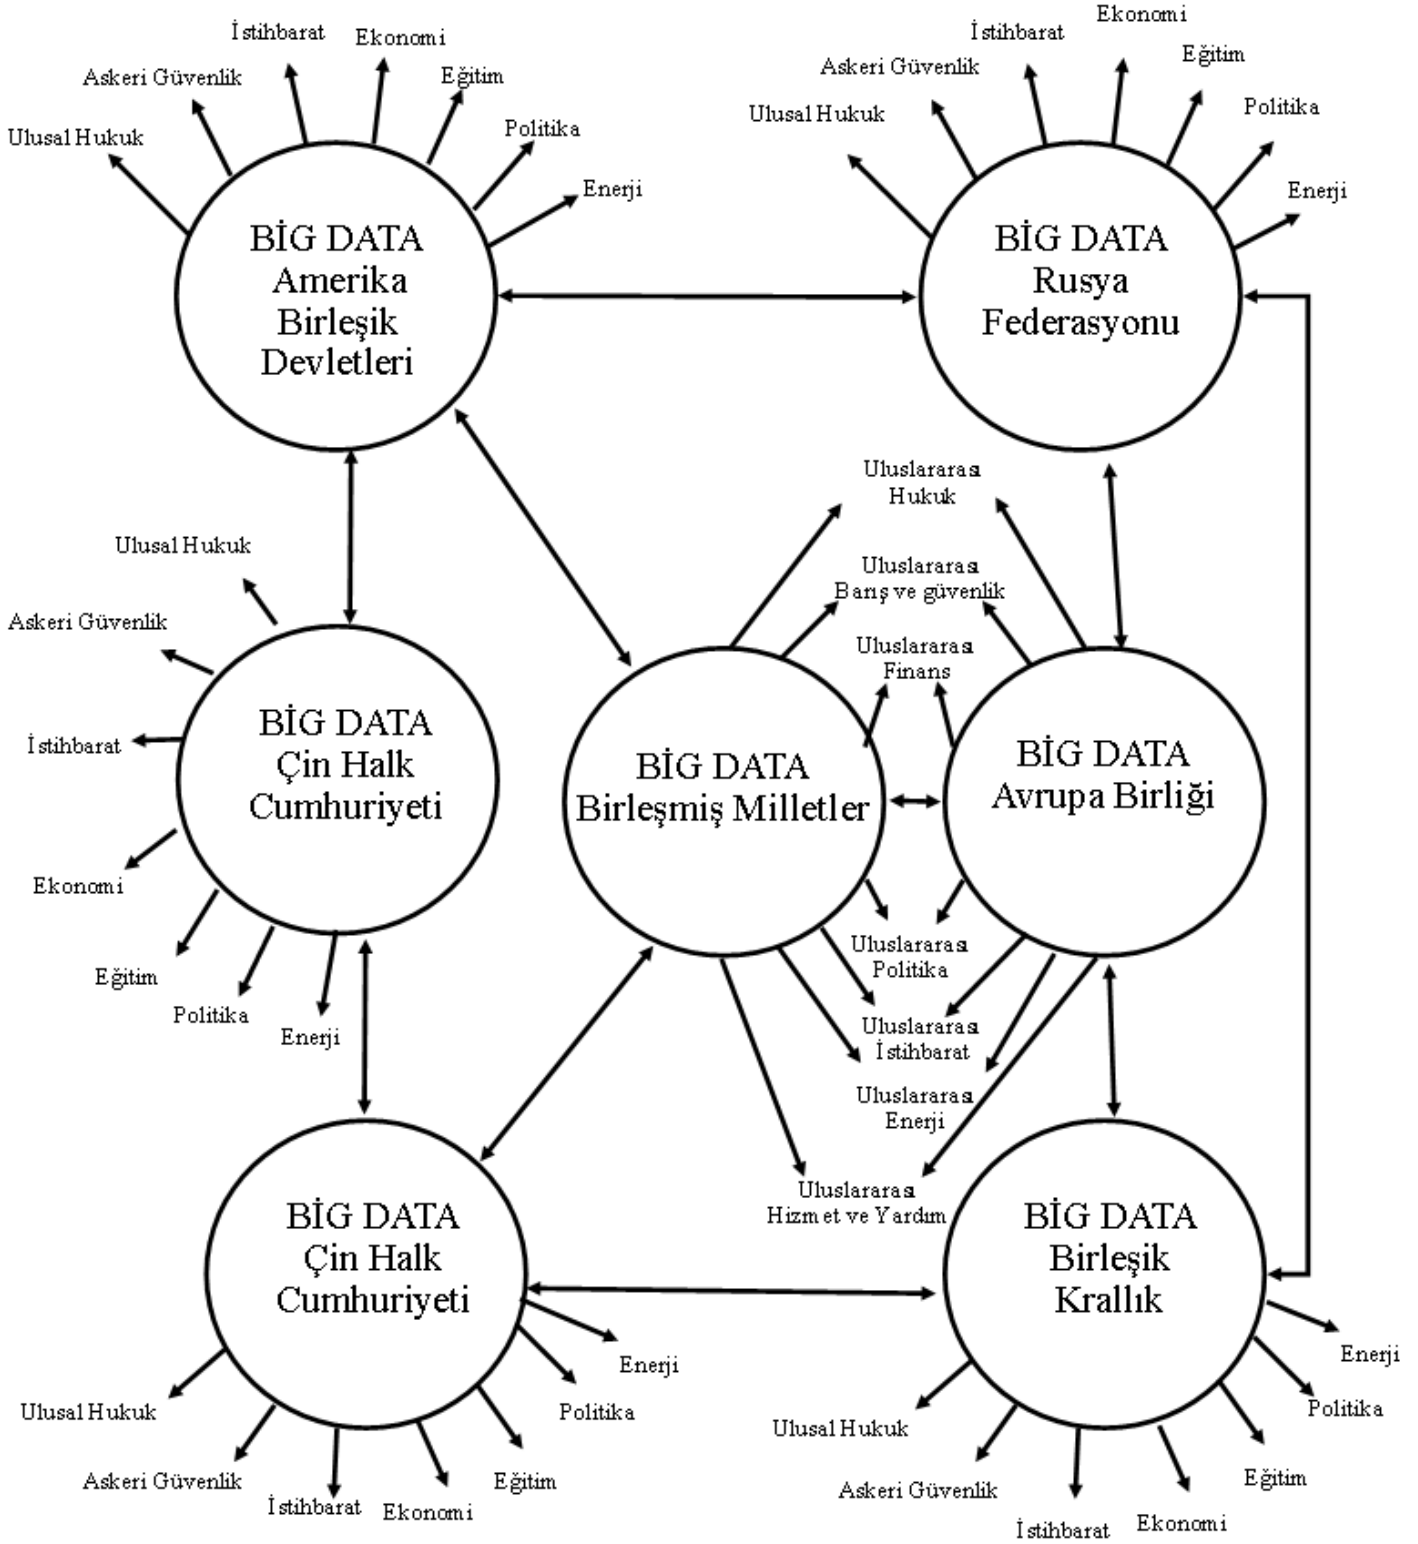 İstihbarat
Ekonomi
Askeri Güvenlik
Eğitim
Ulusal Hukuk
Politika
Enerji
BİG DATA
Amerika
Birleşik
Devletleri
Ekonomi
İstihbarat
Eğitim
Askeri Güvenlik
Politika
Ulusal Hukuk
Enerji
BİG DATA
Rusya
Federasyonu
Ulusal Hukuk
Askeri Güvenlik
İstihbarat
BİG DATA
Çin Halk
Cumhuriyeti
Ekonomi
Eğitim
Politika
Enerji
Uluslararası
Hukuk
Uluslararası
Barış ve güvenlik
Uluslararası
Finans
BİG DATA
Birleşmiş Milletler
BİG DATA
Avrupa Birliği
Uluslararası
Politika
Uluslararası
İstihbarat
Uluslararası
Enerji
Uluslararası
Hizmet ve Yardım
BİG DATA
Çin Halk
Cumhuriyeti
Enerji
Politika
Ulusal Hukuk
Eğitim
Askeri Güvenlik
İstihbarat
Ekonomi
BİG DATA
Birleşik
Krallık
Enerji
Politika
Ulusal Hukuk
Eğitim
Askeri Güvenlik
Ekonomi
İstihbarat